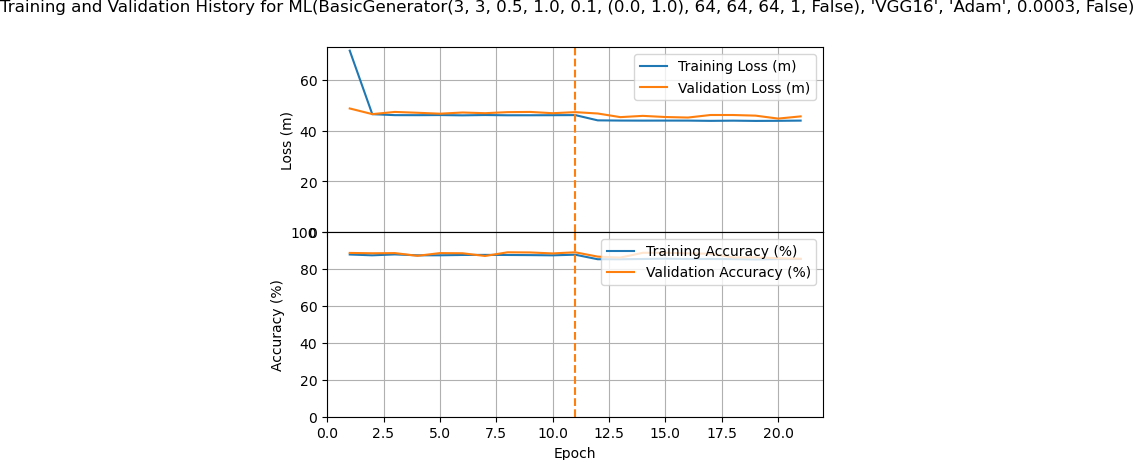 Training and Validation History for ML(BasicGenerator(3, 3, 0.5, 1.0, 0.1, (0.0, 1.0), 64, 64, 64, 1, False), 'VGG16', 'Adam', 0.0003, False)
Training Loss (m)
Validation Loss (m)
60
40
20
0
Loss (m)
Training Accuracy (%)
Validation Accuracy (%)
100
80
60
40
20
0
Accuracy (%)
0.0 2.5 5.0 7.5 10.0 12.5 15.0 17.5 20.0
Epoch